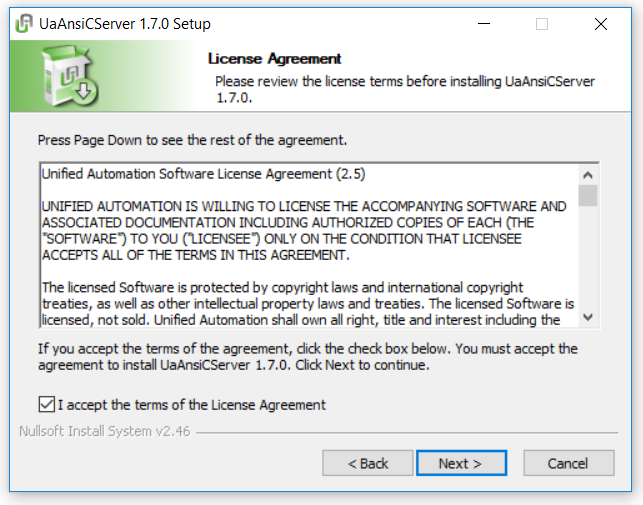 UaAnsiCServer 1.7.0 Setup
License Agreement
Please review the license terms before installing UaAnsiCServer
1.7.0.
Press Page Down to see the rest of the agreement.
Unified Automation Software License Agreement (2.5)
UNIFIED AUTOMATION IS WILLING TO LICENSE THE ACCOMPANYING SOFTWARE AND
ASSOCIATED DOCUMENTATION INCLUDING AUTHORIZED COPIES OF EACH (THE
"SOFTWARE") TO YOU ("LICENSEE") ONLY ON THE CONDITION THAT LICENSEE
ACCEPTS ALL OF THE TERMS IN THIS AGREEMENT.
The licensed Software is protected by copyright laws and international copyright
treaties, as well as other intellectual property laws and treaties. The licensed Software is
licensed, not sold. Unified Automation shall own all right, title and interest including the
If you accept the terms of the agreement, click the check box below. You must accept the
agreement to install UaAnsiCServer 1.7.0. Click Next to continue.
I accept the terms of the License Agreement
Nullsoft Install System v2.46
< Back
Next >
Cancel